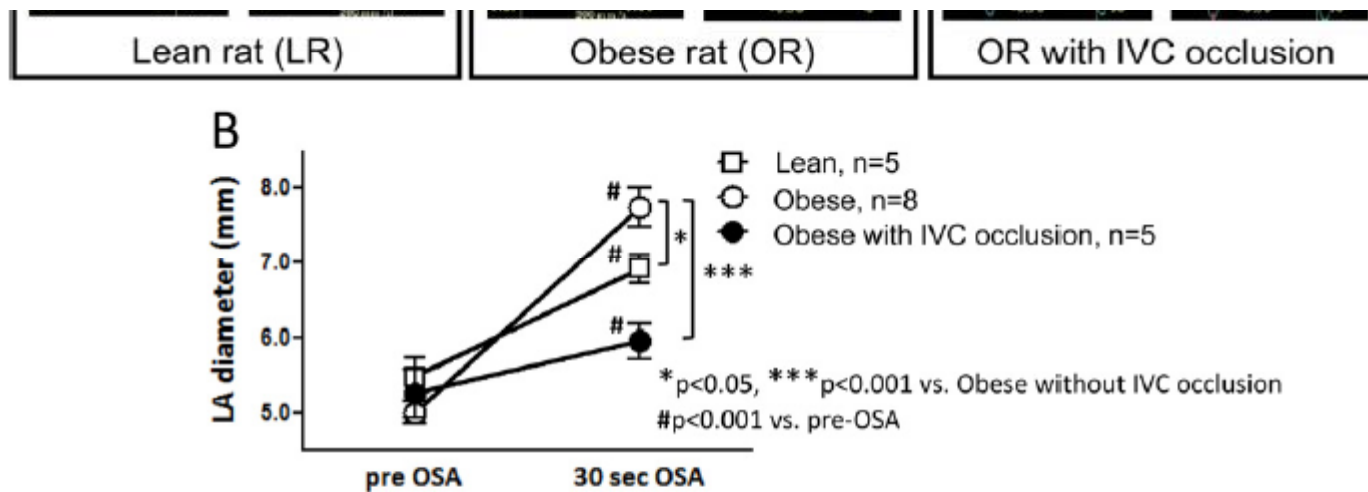 Lean rat (LR)
Obese rat (OR)
OR with IVC occlusion
B
LA diameter (mm)
8.0
7.0
6.0
5.0
pre OSA
30 sec OSA
#
#
#
*
***
Lean, n=5
Obese, n=8
Obese with IVC occlusion, n=5
*p<0.05, ***p<0.001 vs. Obese without IVC occlusion
#p<0.001 vs. pre-OSA